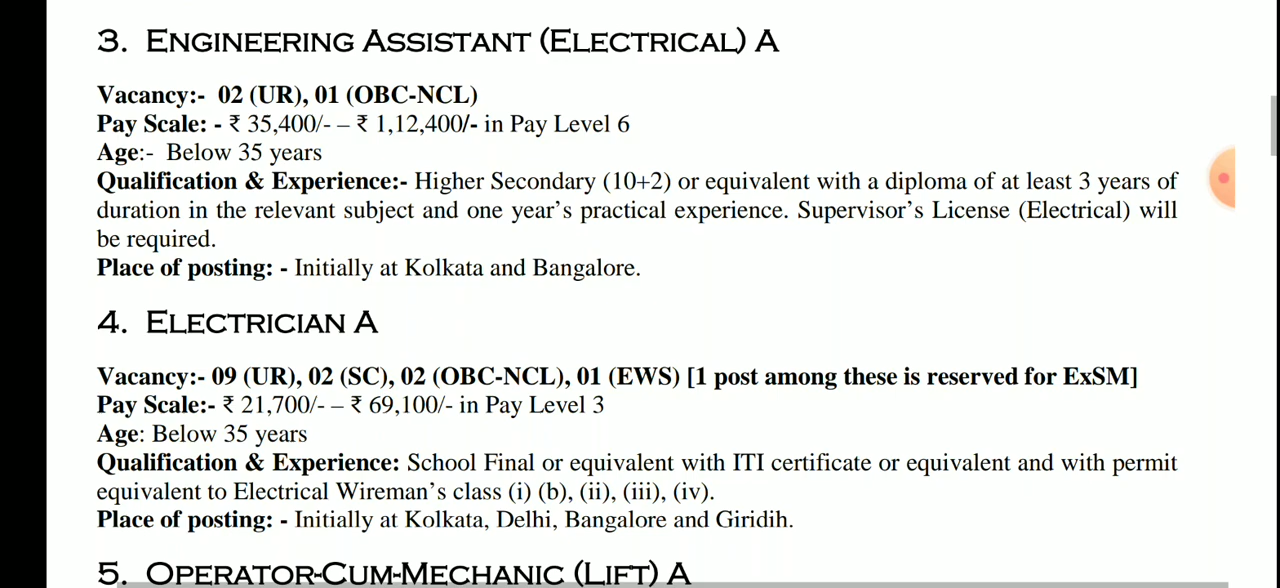 3. ENGINEERING ASSISTANT (ELECTRICAL) A
Vacancy:- 02 (UR), 01 (OBC-NCL)
Pay Scale: - ₹ 35,400/- – ₹ 1,12,400/- in Pay Level 6
Age:- Below 35 years
Qualification & Experience:- Higher Secondary (10+2) or equivalent with a diploma of at least 3 years of
duration in the relevant subject and one year’s practical experience. Supervisor’s License (Electrical) will
be required.
Place of posting: - Initially at Kolkata and Bangalore.
4. ELECTRICIAN A
Vacancy:- 09 (UR), 02 (SC), 02 (OBC-NCL), 01 (EWS) [1 post among these is reserved for ExSM]
Pay Scale:- ₹ 21,700/- – ₹ 69,100/- in Pay Level 3
Age: Below 35 years
Qualification & Experience: School Final or equivalent with ITI certificate or equivalent and with permit
equivalent to Electrical Wireman’s class (i) (b), (ii), (iii), (iv).
Place of posting: - Initially at Kolkata, Delhi, Bangalore and Giridih.
5. OPERATOR-CUM-MECHANIC (LIFT) A